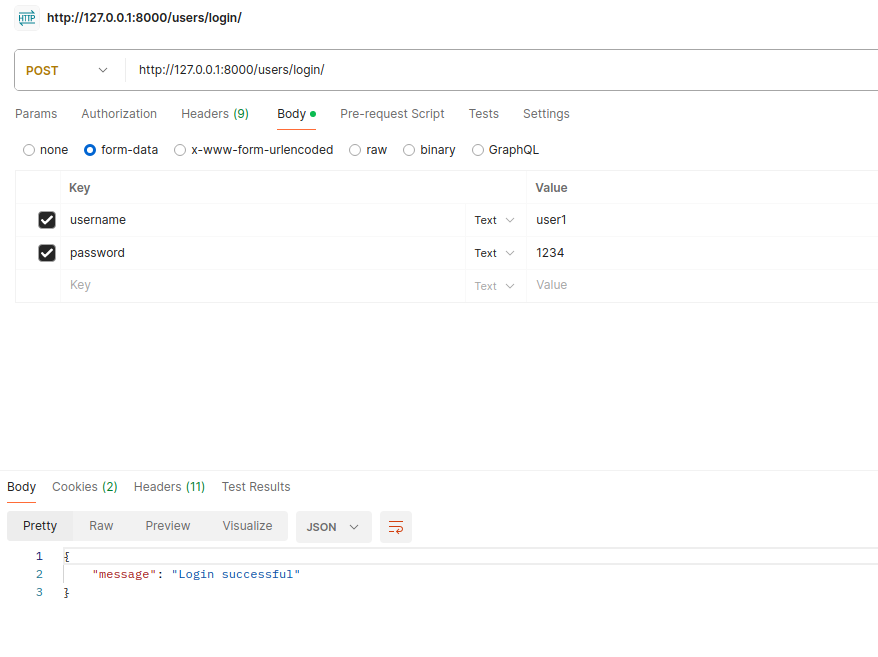 HTTP http://127.0.0.1:8000/users/login/
POST http://127.0.0.1:8000/users/login/
Params Authorization Headers (9) Body Pre-request Script Tests Settings
none form-data x-www-form-urlencoded raw binary GraphQL
Key Value
username Text user1
password Text 1234
Key Text Value
Body Cookies (2) Headers (11) Test Results
Pretty Raw Preview Visualize JSON
1 {
2 "message": "Login successful"
3 }